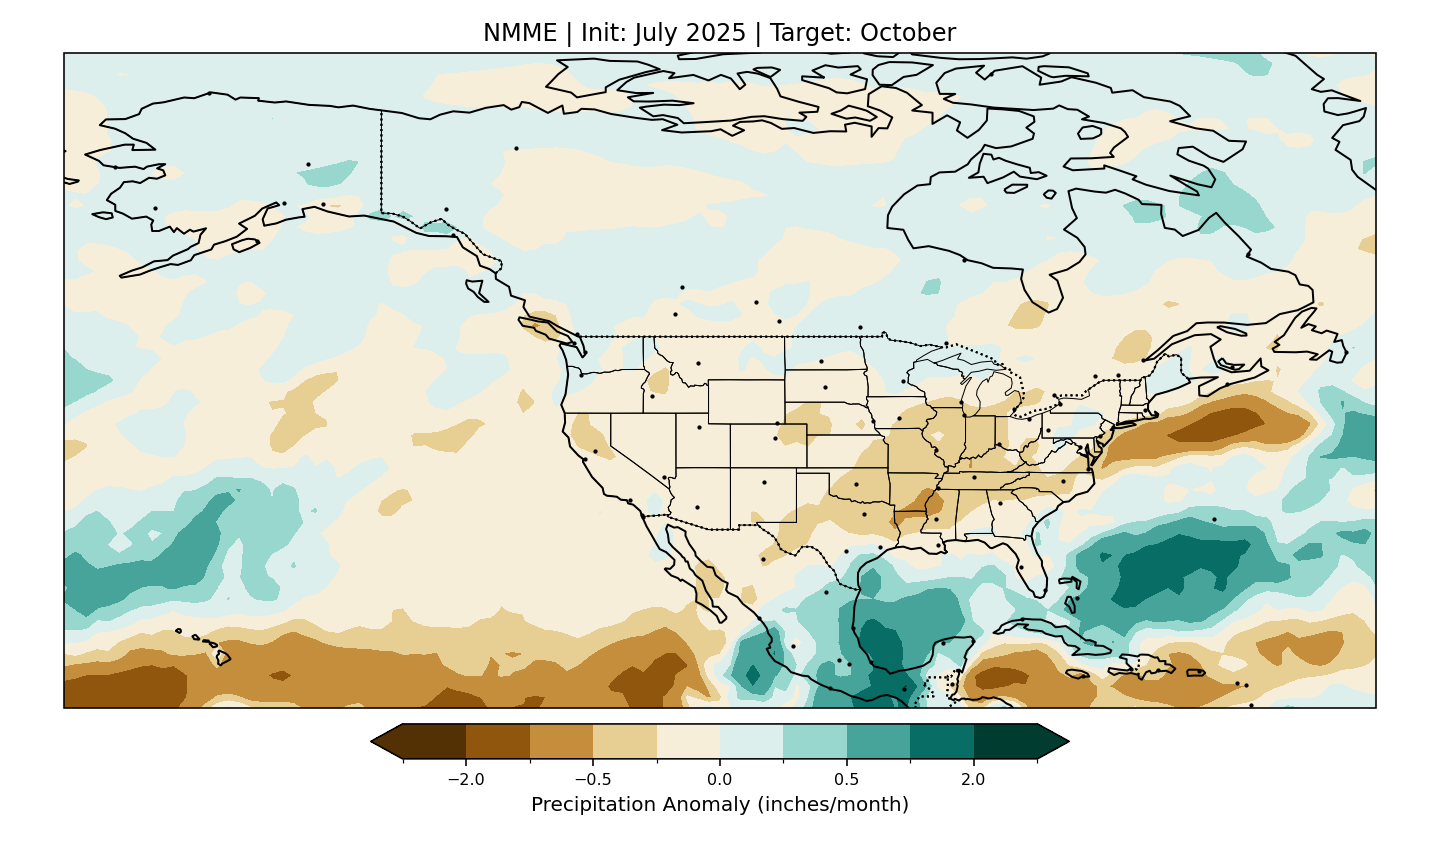 NMME | Init: July 2025 | Target: October
−2.0 −0.5 0.0 0.5 2.0
Precipitation Anomaly (inches/month)